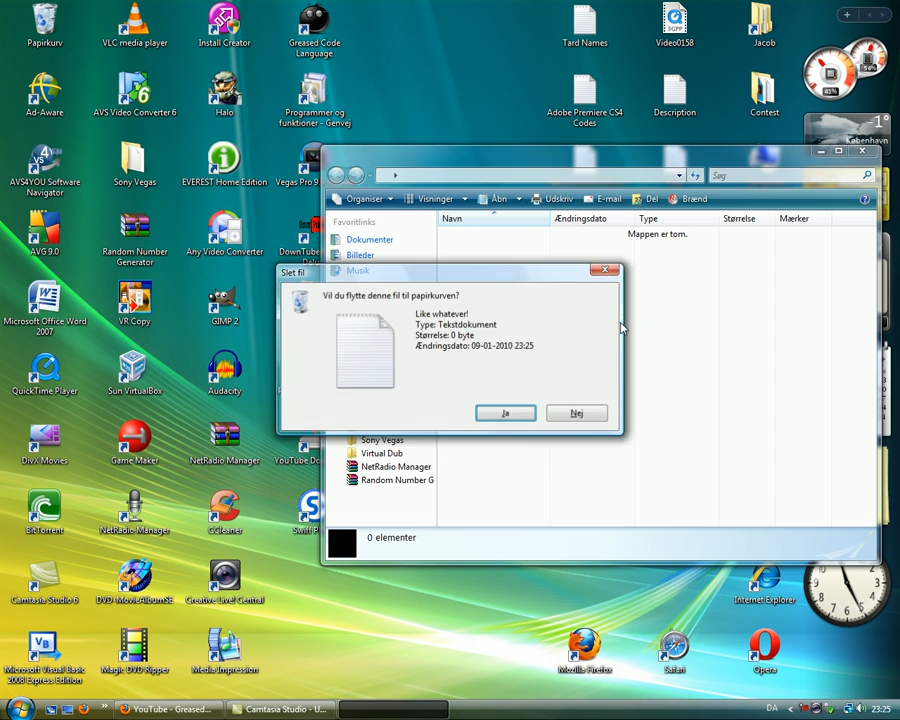 Papirkurv
VLC media player
Install Creator
Greased Code
Language
Tard Names
Video0158
Jacob
Ad-Aware
AVS Video Converter 6
Halo
Programmer og
funktioner - Genvej
Adobe Premiere CS4
Codes
Description
Contest
-1°
København
AVS4YOU Software
Navigator
Sony Vegas
EVEREST Home Edition
Vegas Pro 9.
AVG 9.0
Random Number
Generator
Any Video Converter
DownTube
Microsoft Office Word
2007
VR Copy
GIMP 2
QuickTime Player
Sun VirtualBox
Audacity
DivX Movies
Game Maker
NetRadio Manager
YouTube Do
BitTorrent
NetRadio Manager
CCleaner
Swiff P
Camtasia Studio 6
DVD-MovieAlbumSE
Creative Live! Central
Internet Explorer
Microsoft Visual Basic
2008 Express Edition
Magic DVD Ripper
Media Impression
Mozilla Firefox
Safari
Opera
Søg
Organiser
Visninger
Åbn
Udskriv
E-mail
Del
Brænd
Favoritlinks
Navn
Ændringsdato
Type
Størrelse
Mærker
Mappen er tom.
Dokumenter
Billeder
Musik
Sony Vegas
Virtual Dub
NetRadio Manager
Random Number G
0 elementer
Slet fil
Vil du flytte denne fil til papirkurven?
Like whatever!
Type: Tekstdokument
Størrelse: 0 byte
Ændringsdato: 09-01-2010 23:25
Ja
Nej
YouTube - Greased...
Camtasia Studio - U...
DA
23:25